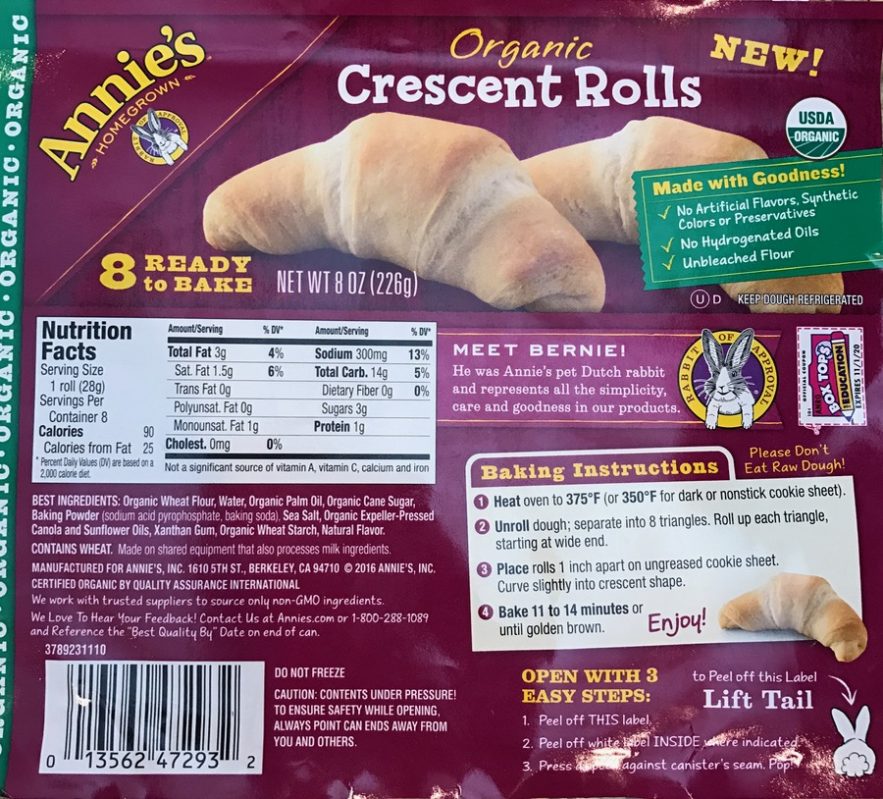 ORGANIC • ORGANIC • ORGANIC • ORGANIC • ORGANIC
Annie's
HOMEGROWN
RABBIT OF APPROVAL
Organic
Crescent Rolls
NEW!
USDA
ORGANIC
Made with Goodness!
✓ No Artificial Flavors, Synthetic
Colors or Preservatives
✓ No Hydrogenated Oils
✓ Unbleached Flour
8 READY
to BAKE
NET WT 8 OZ (226g)
U D KEEP DOUGH REFRIGERATED
Nutrition
Facts
Serving Size
1 roll (28g)
Servings Per
Container 8
Calories 90
Calories from Fat 25
* Percent Daily Values (DV) are based on a
2,000 calorie diet.
Amount/Serving % DV* Amount/Serving % DV*
Total Fat 3g 4% Sodium 300mg 13%
Sat. Fat 1.5g 6% Total Carb. 14g 5%
Trans Fat 0g Dietary Fiber 0g 0%
Polyunsat. Fat 0g Sugars 3g
Monounsat. Fat 1g Protein 1g
Cholest. 0mg 0%
Not a significant source of vitamin A, vitamin C, calcium and iron
MEET BERNIE!
He was Annie's pet Dutch rabbit
and represents all the simplicity,
care and goodness in our products.
RABBIT OF APPROVAL
OFFICIAL COUPON
BOX TOPS
EDUCATION
EXPIRES 11/1/20
BEST INGREDIENTS: Organic Wheat Flour, Water, Organic Palm Oil, Organic Cane Sugar,
Baking Powder (sodium acid pyrophosphate, baking soda), Sea Salt, Organic Expeller-Pressed
Canola and Sunflower Oils, Xanthan Gum, Organic Wheat Starch, Natural Flavor.
CONTAINS WHEAT. Made on shared equipment that also processes milk ingredients.
MANUFACTURED FOR ANNIE'S, INC. 1610 5TH ST., BERKELEY, CA 94710 © 2016 ANNIE'S, INC.
CERTIFIED ORGANIC BY QUALITY ASSURANCE INTERNATIONAL
We work with trusted suppliers to source only non-GMO ingredients.
We Love To Hear Your Feedback! Contact Us at Annies.com or 1-800-288-1089
and Reference the "Best Quality By" Date on end of can.
3789231110
0 13562 47293 2
DO NOT FREEZE
CAUTION: CONTENTS UNDER PRESSURE!
TO ENSURE SAFETY WHILE OPENING,
ALWAYS POINT CAN ENDS AWAY FROM
YOU AND OTHERS.
Baking Instructions
Please Don't
Eat Raw Dough!
1 Heat oven to 375°F (or 350°F for dark or nonstick cookie sheet).
2 Unroll dough; separate into 8 triangles. Roll up each triangle,
starting at wide end.
3 Place rolls 1 inch apart on ungreased cookie sheet.
Curve slightly into crescent shape.
4 Bake 11 to 14 minutes or
until golden brown.
Enjoy!
OPEN WITH 3
EASY STEPS:
1. Peel off THIS label.
2. Peel off white label INSIDE where indicated.
3. Press against canister's seam. Pop!
to Peel off this Label
Lift Tail